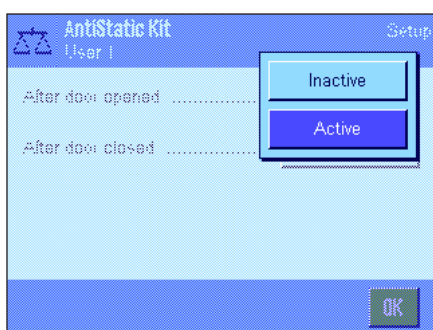 AntiStatic Kit Setup
User 1
Inactive
After door opened ..............
Active
After door closed ..............
OK